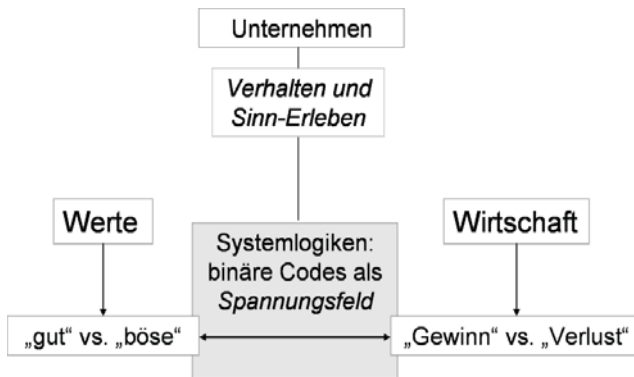 Unternehmen
Verhalten und
Sinn-Erleben
Werte
Wirtschaft
Systemlogiken:
binäre Codes als
Spannungsfeld
„gut“ vs. „böse“
„Gewinn“ vs. „Verlust“